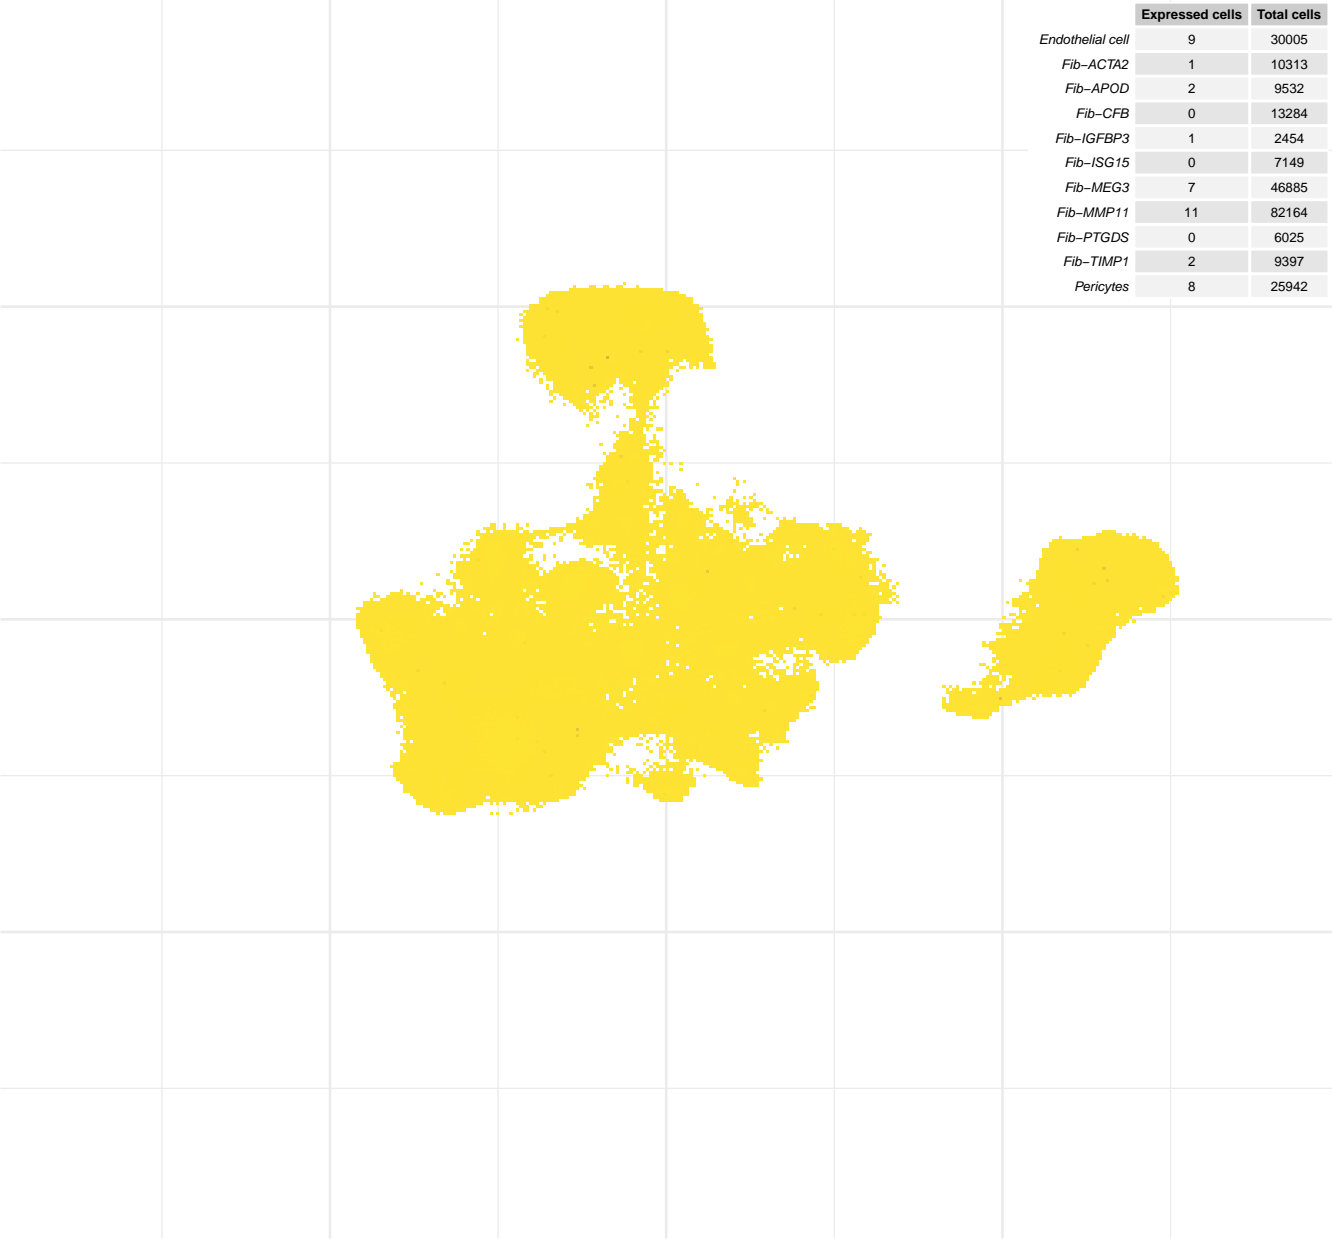 Expressed cells Total cells
Endothelial cell 9 30005
Fib−ACTA2 1 10313
Fib−APOD 2 9532
Fib−CFB 0 13284
Fib−IGFBP3 1 2454
Fib−ISG15 0 7149
Fib−MEG3 7 46885
Fib−MMP11 11 82164
Fib−PTGDS 0 6025
Fib−TIMP1 2 9397
Pericytes 8 25942